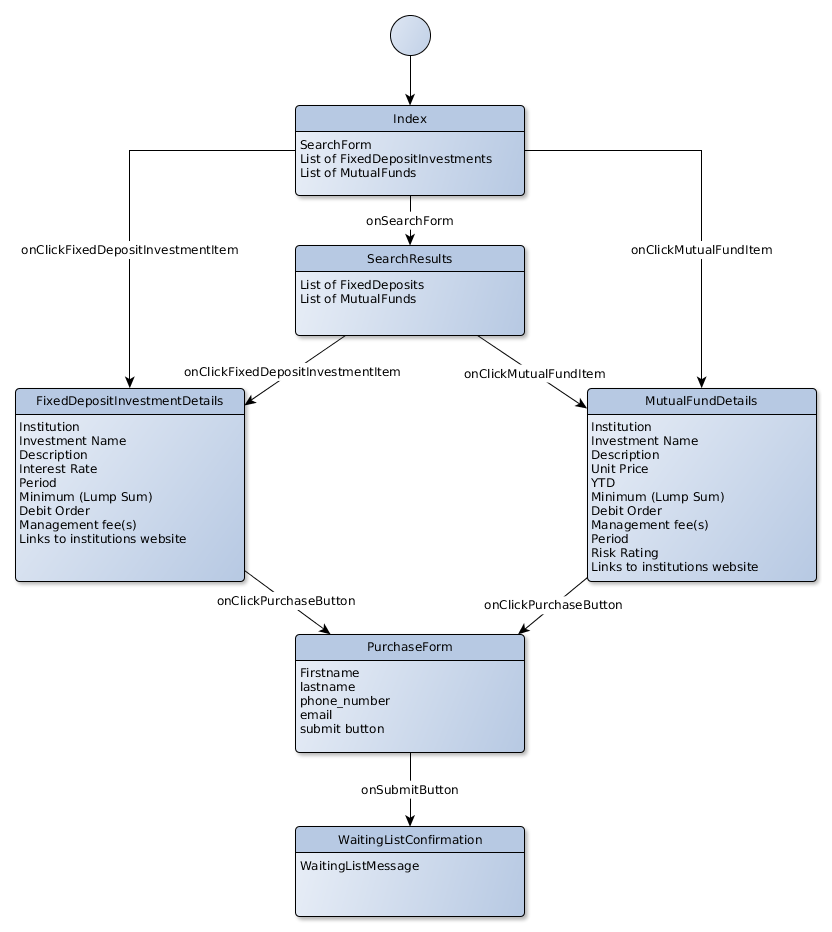 Index
SearchForm
List of FixedDepositInvestments
List of MutualFunds
onSearchForm
onClickFixedDepositInvestmentItem
onClickMutualFundItem
SearchResults
List of FixedDeposits
List of MutualFunds
onClickFixedDepositInvestmentItem
onClickMutualFundItem
FixedDepositInvestmentDetails
Institution
Investment Name
Description
Interest Rate
Period
Minimum (Lump Sum)
Debit Order
Management fee(s)
Links to institutions website
MutualFundDetails
Institution
Investment Name
Description
Unit Price
YTD
Minimum (Lump Sum)
Debit Order
Management fee(s)
Period
Risk Rating
Links to institutions website
onClickPurchaseButton
onClickPurchaseButton
PurchaseForm
Firstname
lastname
phone_number
email
submit button
onSubmitButton
WaitingListConfirmation
WaitingListMessage